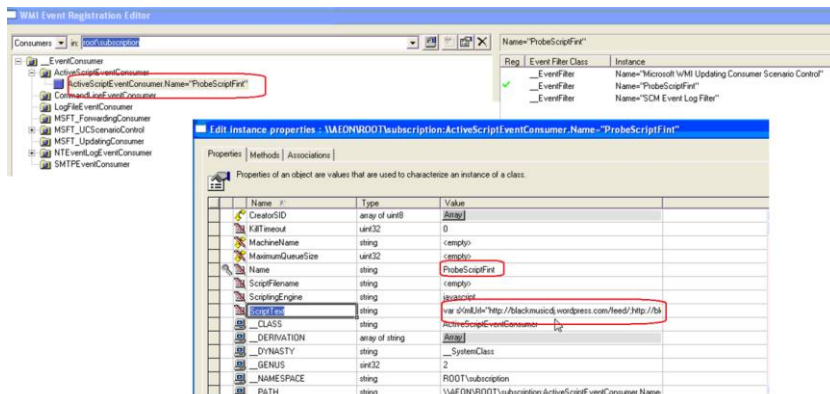 WMI Event Registration Editor
Consumers in: root\subscription
__EventConsumer
ActiveScriptEventConsumer
ActiveScriptEventConsumer.Name="ProbeScriptFint"
CommandLineEventConsumer
LogFileEventConsumer
MSFT_ForwardingConsumer
MSFT_UCScenarioControl
MSFT_UpdatingConsumer
NTEventLogEventConsumer
SMTPEventConsumer
Name="ProbeScriptFint"
Reg Event Filter Class Instance
__EventFilter Name="Microsoft WMI Updating Consumer Scenario Control"
__EventFilter Name="ProbeScriptFint"
__EventFilter Name="SCM Event Log Filter"
Edit instance properties : \\AEON\ROOT\subscription:ActiveScriptEventConsumer.Name="ProbeScriptFint"
Properties Methods Associations
Properties of an object are values that are used to characterize an instance of a class.
Name Type Value
CreatorSID array of uint8 Array
KillTimeout uint32 0
MachineName string <empty>
MaximumQueueSize uint32 <empty>
Name string ProbeScriptFint
ScriptFilename string <empty>
ScriptingEngine string javascript
ScriptText string var sXmlUrl="http://blackmusicdj.wordpress.com/feed/;http://bl
__CLASS string ActiveScriptEventConsumer
__DERIVATION array of string Array
__DYNASTY string __SystemClass
__GENUS sint32 2
__NAMESPACE string ROOT\subscription
__PATH string \\AEON\ROOT\subscription:ActiveScriptEventConsumer.Name